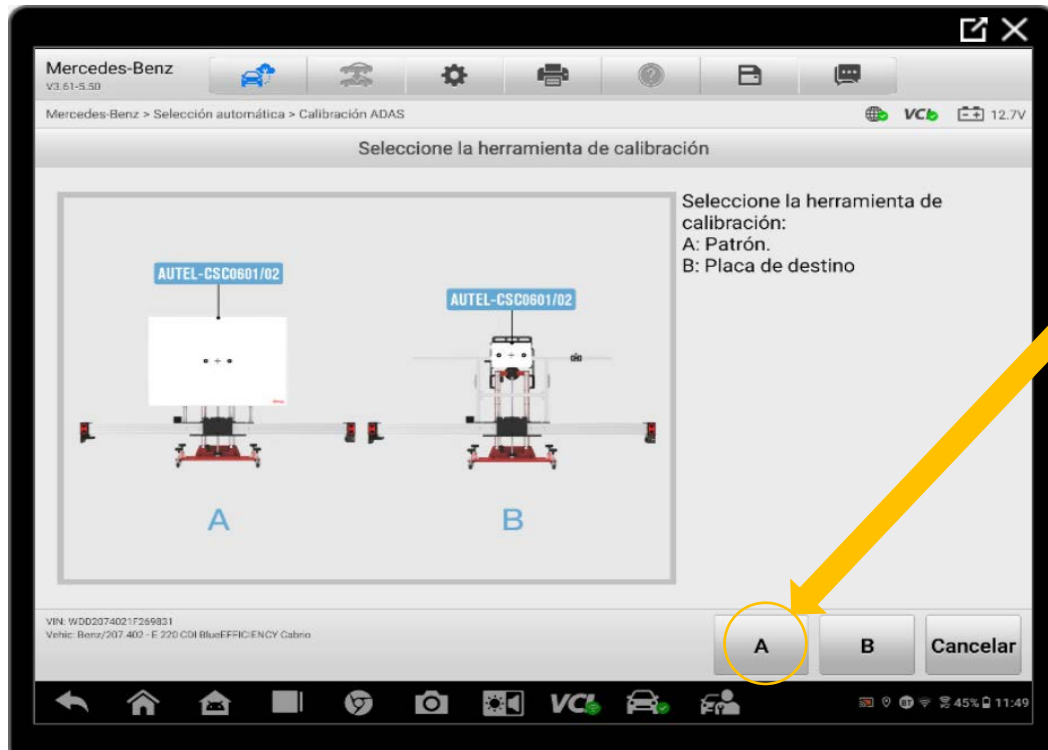 Mercedes-Benz
V3.61-5.50
Mercedes-Benz > Selección automática > Calibración ADAS
VCI
12.7V
Seleccione la herramienta de calibración
AUTEL-CSC0601/02
AUTEL-CSC0601/02
A
B
Seleccione la herramienta de
calibración:
A: Patrón.
B: Placa de destino
VIN: WDD2074021F269831
Vehic: Benz/207.402 - E 220 CDI BlueEFFICIENCY Cabrio
A
B
Cancelar
VCI
BT
45%
11:49